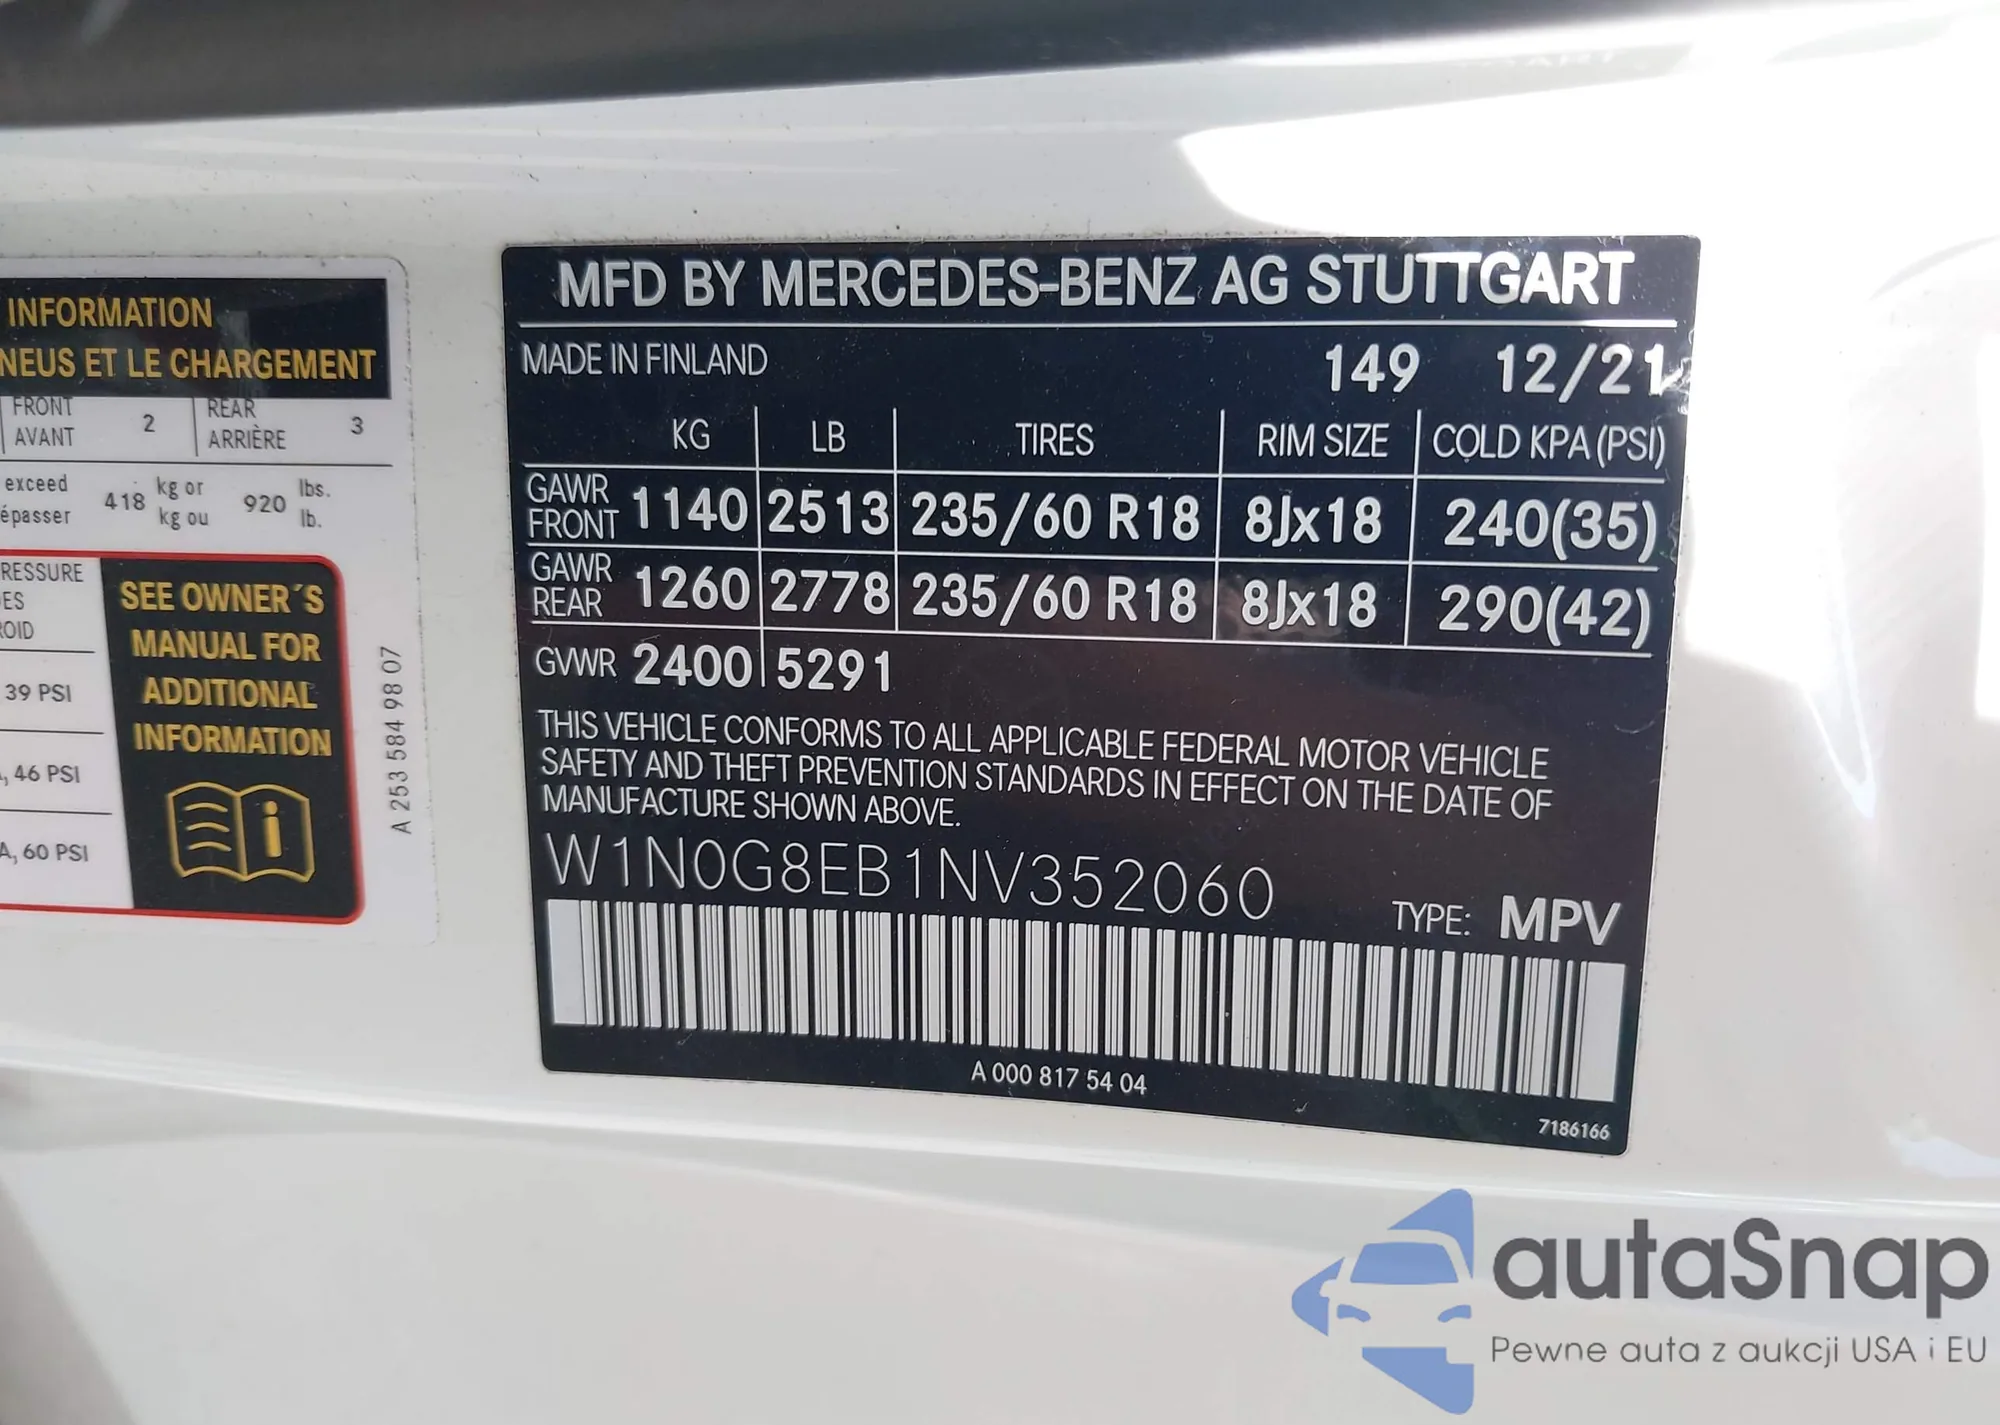 INFORMATION
NEUS ET LE CHARGEMENT
FRONT
AVANT
2
REAR
ARRIÈRE
3
exceed
épasser
418
kg or
kg ou
920
lbs.
lb.
RESSURE
ES
OID
39 PSI
, 46 PSI
A, 60 PSI
SEE OWNER´S
MANUAL FOR
ADDITIONAL
INFORMATION
A 253 584 98 07
MFD BY MERCEDES-BENZ AG STUTTGART
MADE IN FINLAND 149 12/21
KG LB TIRES RIM SIZE COLD KPA (PSI)
GAWR FRONT 1140 2513 235/60 R18 8Jx18 240(35)
GAWR REAR 1260 2778 235/60 R18 8Jx18 290(42)
GVWR 2400 5291
THIS VEHICLE CONFORMS TO ALL APPLICABLE FEDERAL MOTOR VEHICLE
SAFETY AND THEFT PREVENTION STANDARDS IN EFFECT ON THE DATE OF
MANUFACTURE SHOWN ABOVE.
W1N0G8EB1NV352060
TYPE: MPV
A 000 817 54 04
7186166
autaSnap
Pewne auta z aukcji USA i EU